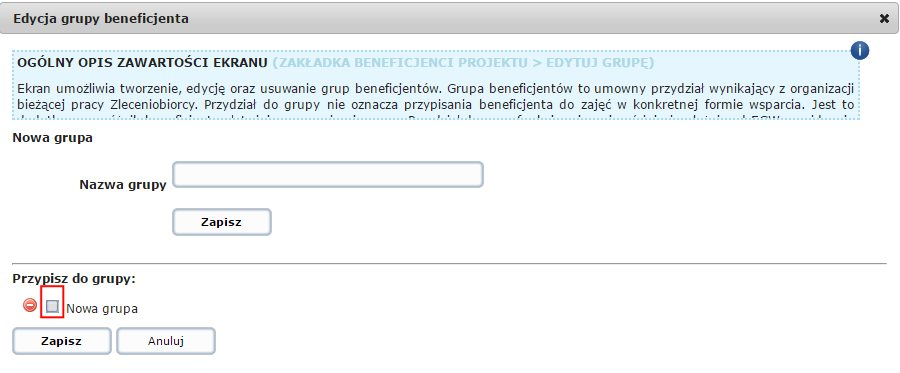 Edycja grupy beneficjenta
OGÓLNY OPIS ZAWARTOŚCI EKRANU (ZAKŁADKA BENEFICJENCI PROJEKTU > EDYTUJ GRUPĘ)
Ekran umożliwia tworzenie, edycję oraz usuwanie grup beneficjentów. Grupa beneficjentów to umowny przydział wynikający z organizacji
bieżącej pracy Zleceniobiorcy. Przydział do grupy nie oznacza przypisania beneficjenta do zajęć w konkretnej formie wsparcia. Jest to
Nowa grupa
Nazwa grupy
Zapisz
Przypisz do grupy:
Nowa grupa
Zapisz Anuluj